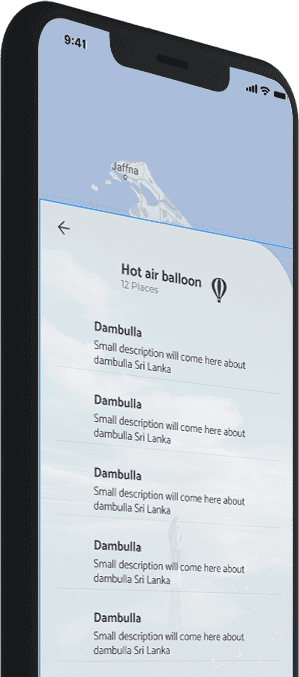 9:41
Jaffna
Hot air balloon
12 Places
Dambulla
Small description will come here about
dambulla Sri Lanka
Dambulla
Small description will come here about
dambulla Sri Lanka
Dambulla
Small description will come here about
dambulla Sri Lanka
Dambulla
Small description will come here about
dambulla Sri Lanka
Dambulla
Small description will come here about
dambulla Sri Lanka